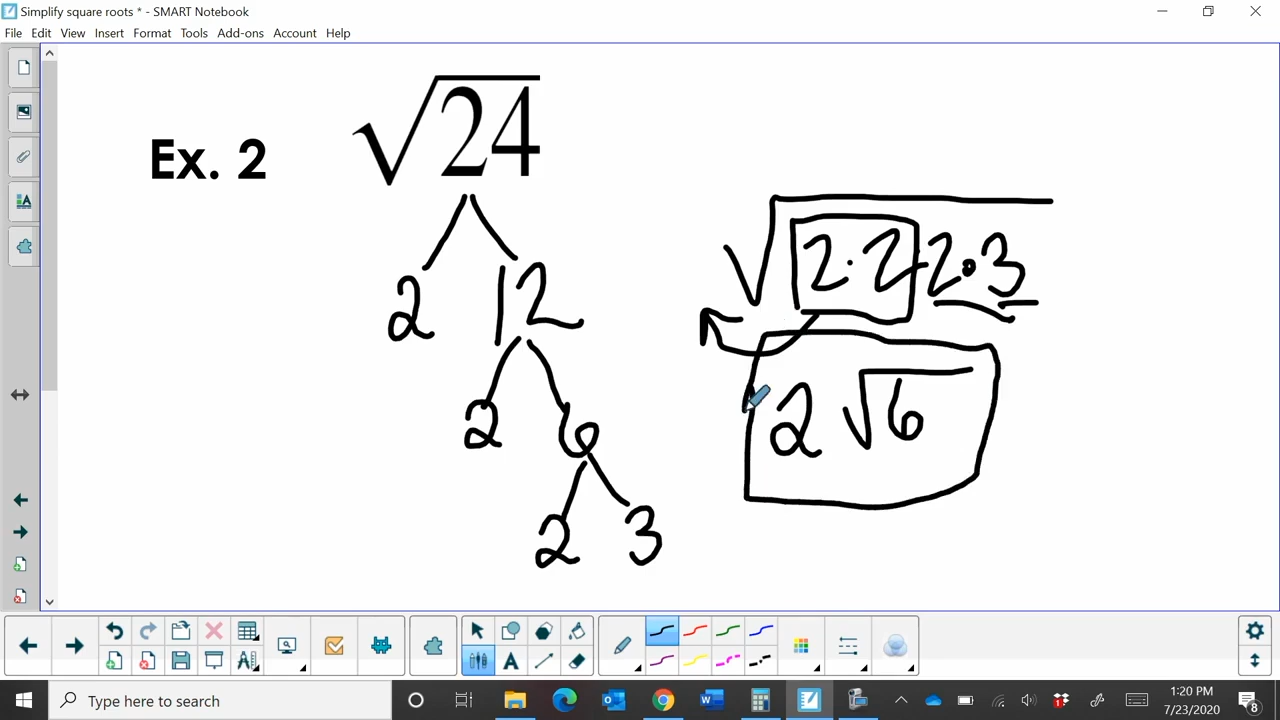 Simplify square roots * - SMART Notebook
File Edit View Insert Format Tools Add-ons Account Help
Ex. 2 √24
2 12
2 6
2 3
√2·2·2·3
2√6
A
Type here to search
W
1
1:20 PM
7/23/2020
8